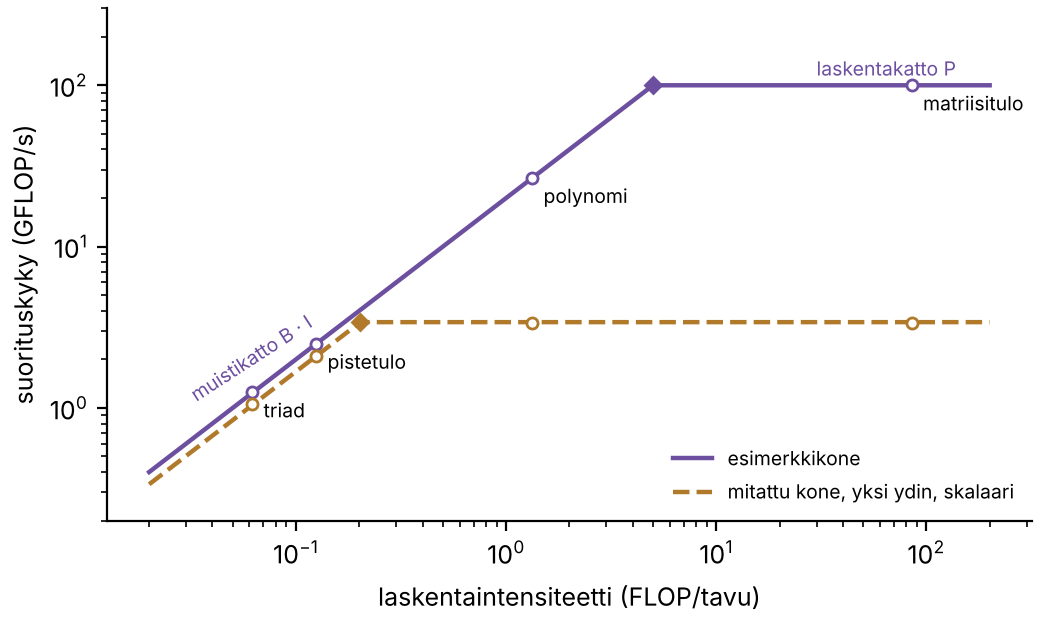 suorituskyky (GFLOP/s)
10²
10¹
10⁰
laskentakatto P
matriisitulo
polynomi
muistikatto B · I
pistetulo
triad
esimerkkikone
mitattu kone, yksi ydin, skalaari
10⁻¹
10⁰
10¹
10²
laskentaintensiteetti (FLOP/tavu)